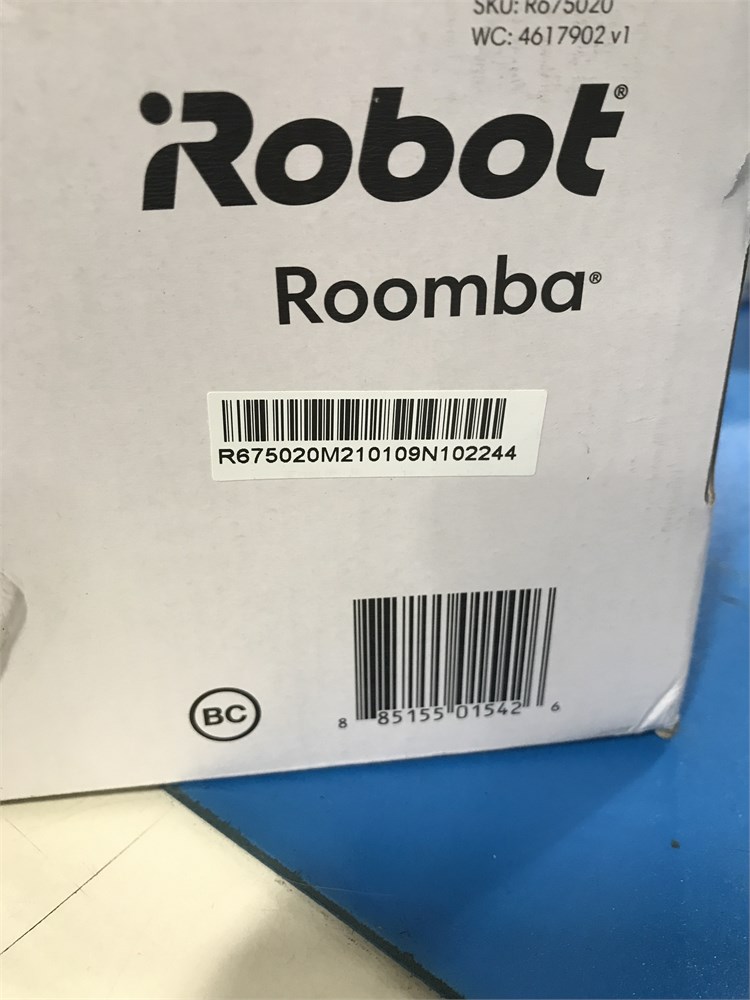 SKU: R675020
WC: 4617902 v1
iRobot®
Roomba®
R675020M210109N102244
BC
8 85155 01542 6